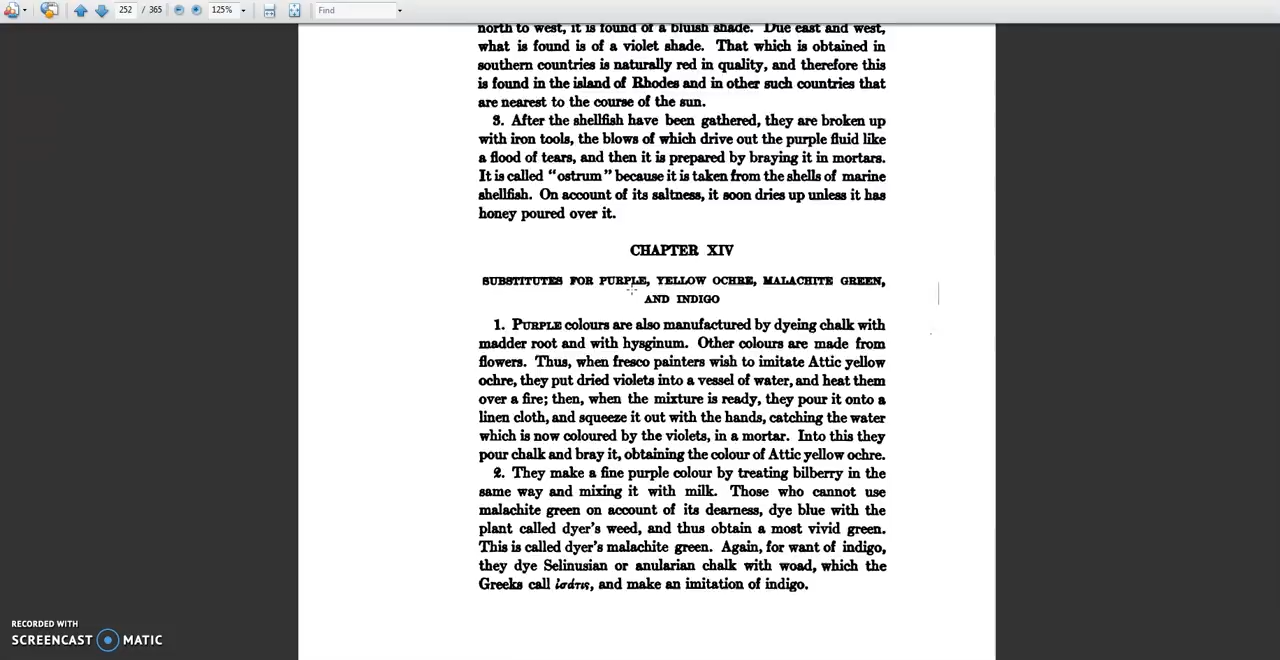 252 / 365 125% Find
north to west, it is found of a bluish shade. Due east and west,
what is found is of a violet shade. That which is obtained in
southern countries is naturally red in quality, and therefore this
is found in the island of Rhodes and in other such countries that
are nearest to the course of the sun.
3. After the shellfish have been gathered, they are broken up
with iron tools, the blows of which drive out the purple fluid like
a flood of tears, and then it is prepared by braying it in mortars.
It is called “ostrum” because it is taken from the shells of marine
shellfish. On account of its saltness, it soon dries up unless it has
honey poured over it.
CHAPTER XIV
SUBSTITUTES FOR PURPLE, YELLOW OCHRE, MALACHITE GREEN,
AND INDIGO
1. PURPLE colours are also manufactured by dyeing chalk with
madder root and with hysginum. Other colours are made from
flowers. Thus, when fresco painters wish to imitate Attic yellow
ochre, they put dried violets into a vessel of water, and heat them
over a fire; then, when the mixture is ready, they pour it onto a
linen cloth, and squeeze it out with the hands, catching the water
which is now coloured by the violets, in a mortar. Into this they
pour chalk and bray it, obtaining the colour of Attic yellow ochre.
2. They make a fine purple colour by treating bilberry in the
same way and mixing it with milk. Those who cannot use
malachite green on account of its dearness, dye blue with the
plant called dyer's weed, and thus obtain a most vivid green.
This is called dyer's malachite green. Again, for want of indigo,
they dye Selinusian or anularian chalk with woad, which the
Greeks call ἰσάτις, and make an imitation of indigo.
RECORDED WITH
SCREENCAST MATIC